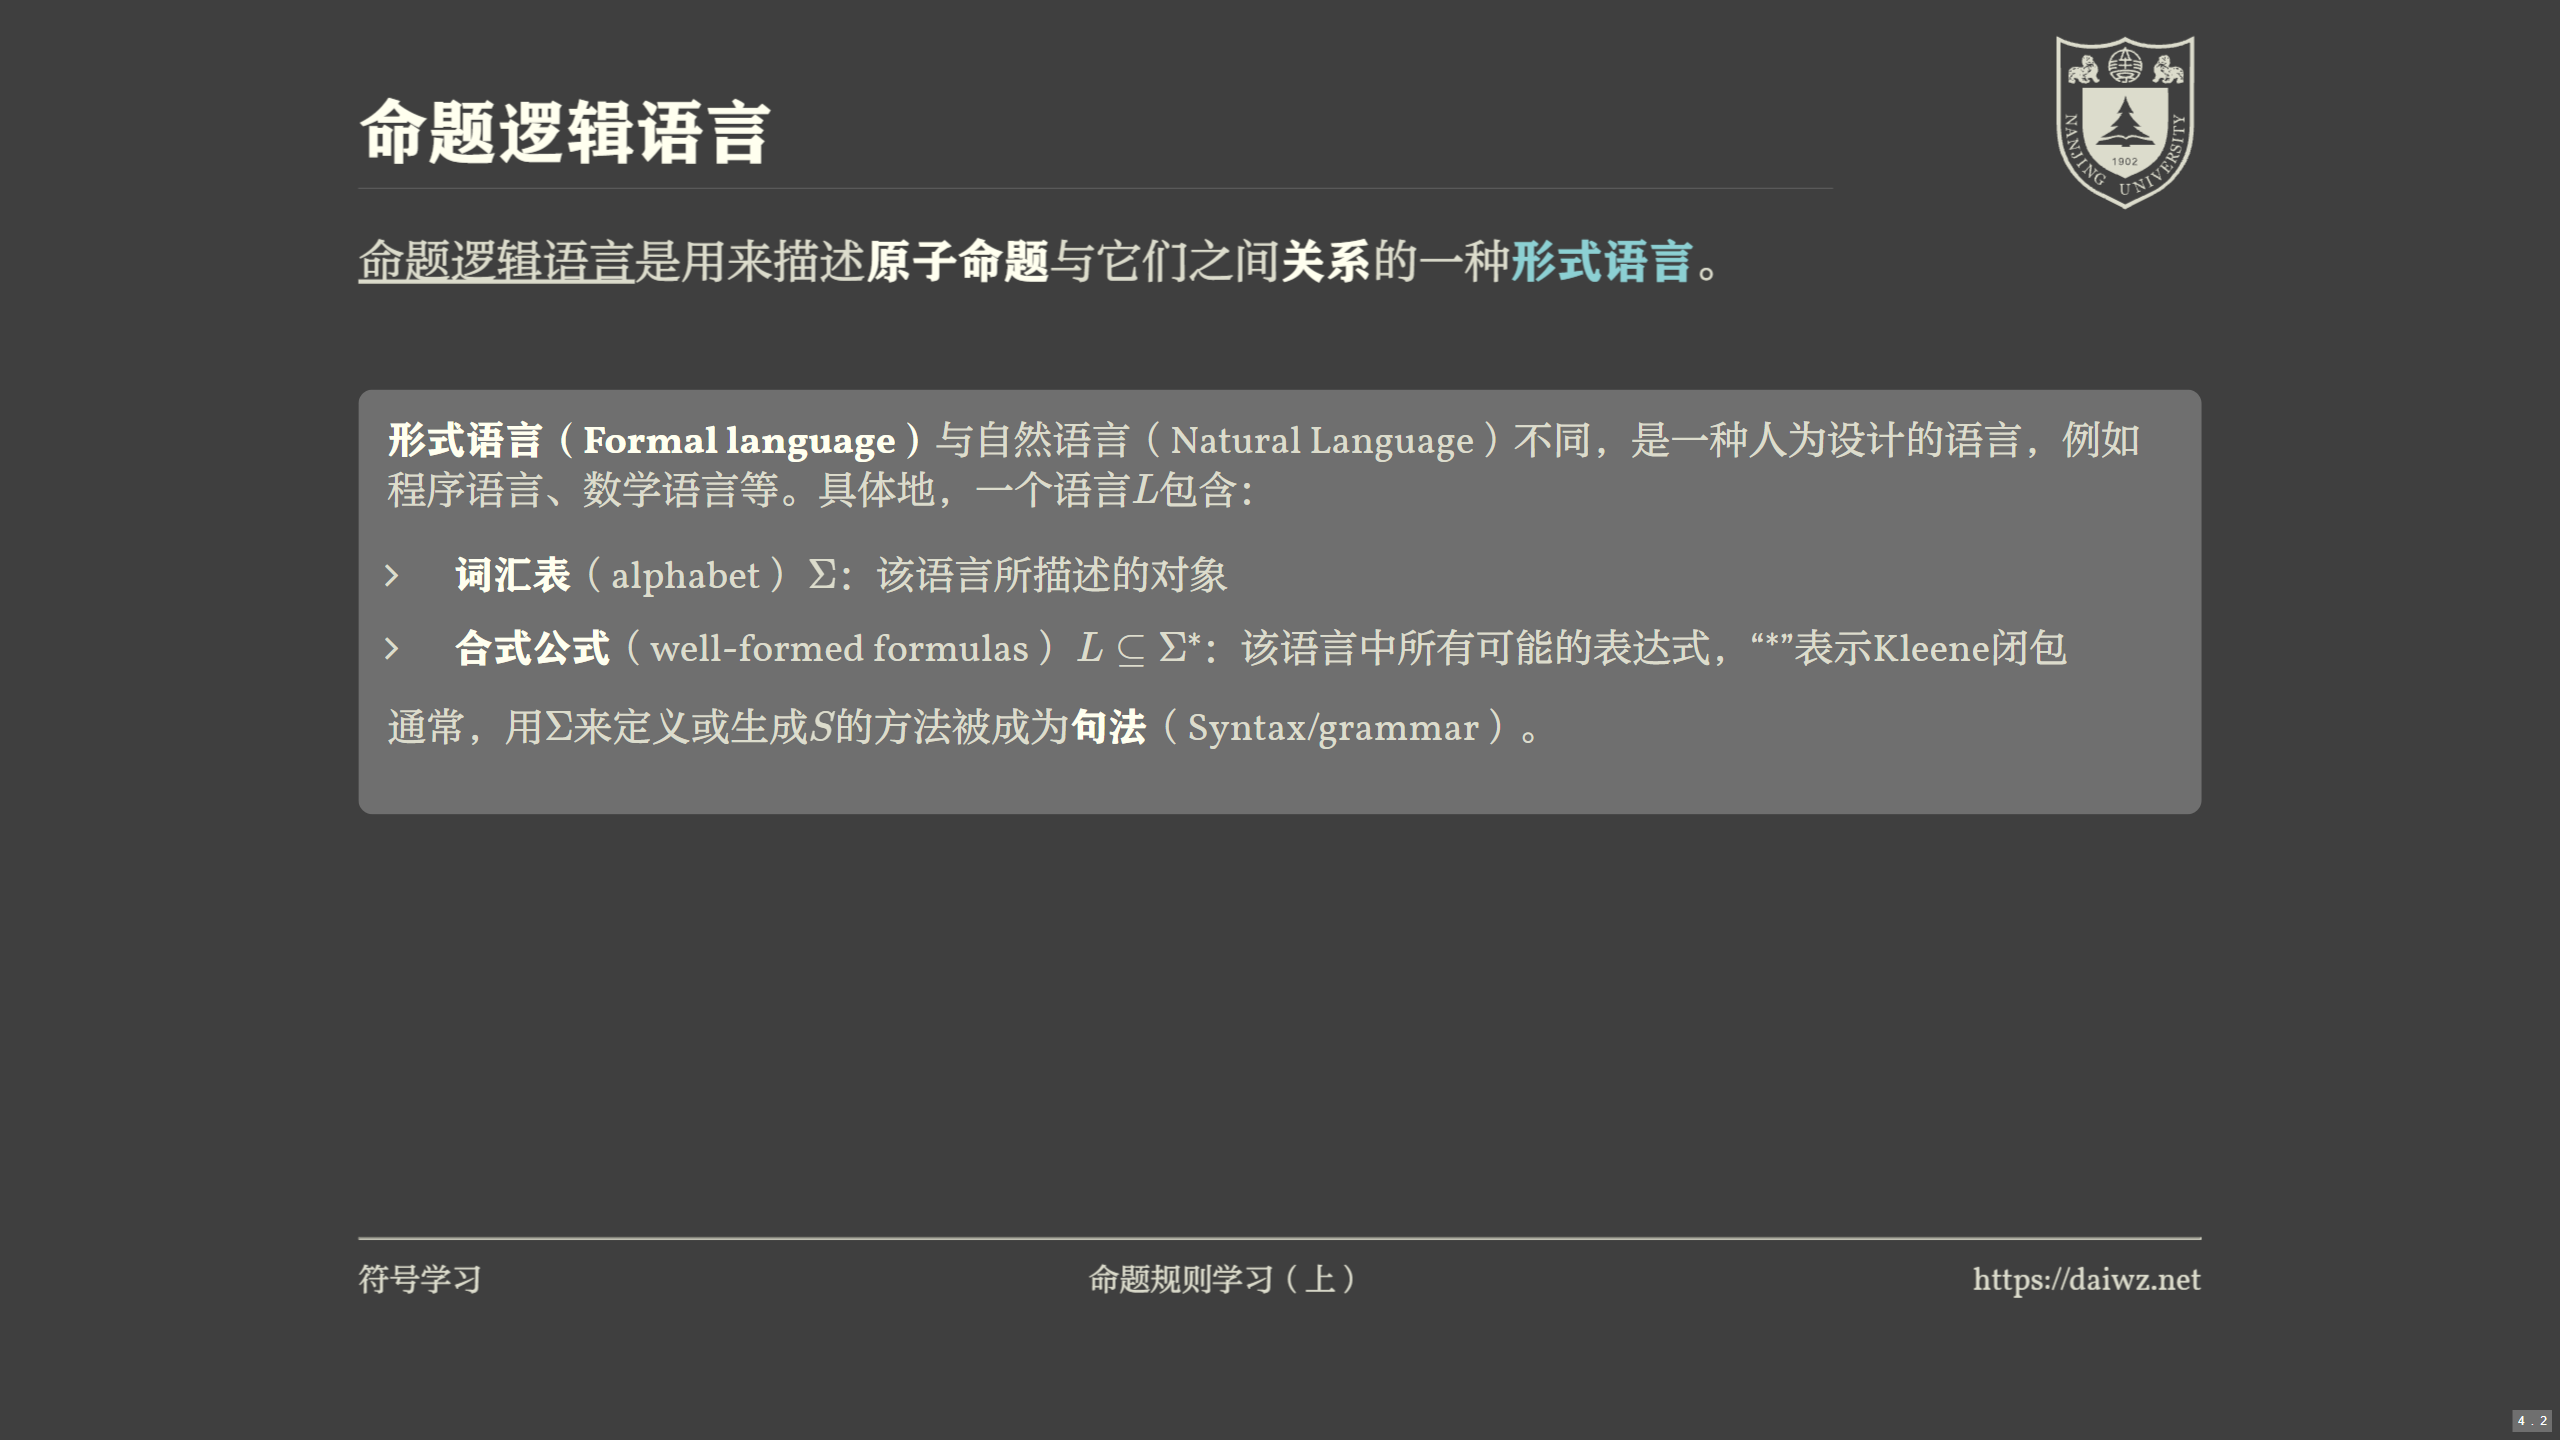 命题逻辑语言
NANJING UNIVERSITY
1902
命题逻辑语言是用来描述原子命题与它们之间关系的一种形式语言。
形式语言（Formal language）与自然语言（Natural Language）不同，是一种人为设计的语言，例如
程序语言、数学语言等。具体地，一个语言L包含：
词汇表（alphabet）Σ：该语言所描述的对象
合式公式（well-formed formulas）L ⊆ Σ*：该语言中所有可能的表达式，“*”表示Kleene闭包
通常，用Σ来定义或生成S的方法被成为句法（Syntax/grammar）。
符号学习
命题规则学习（上）
https://daiwz.net
4.2